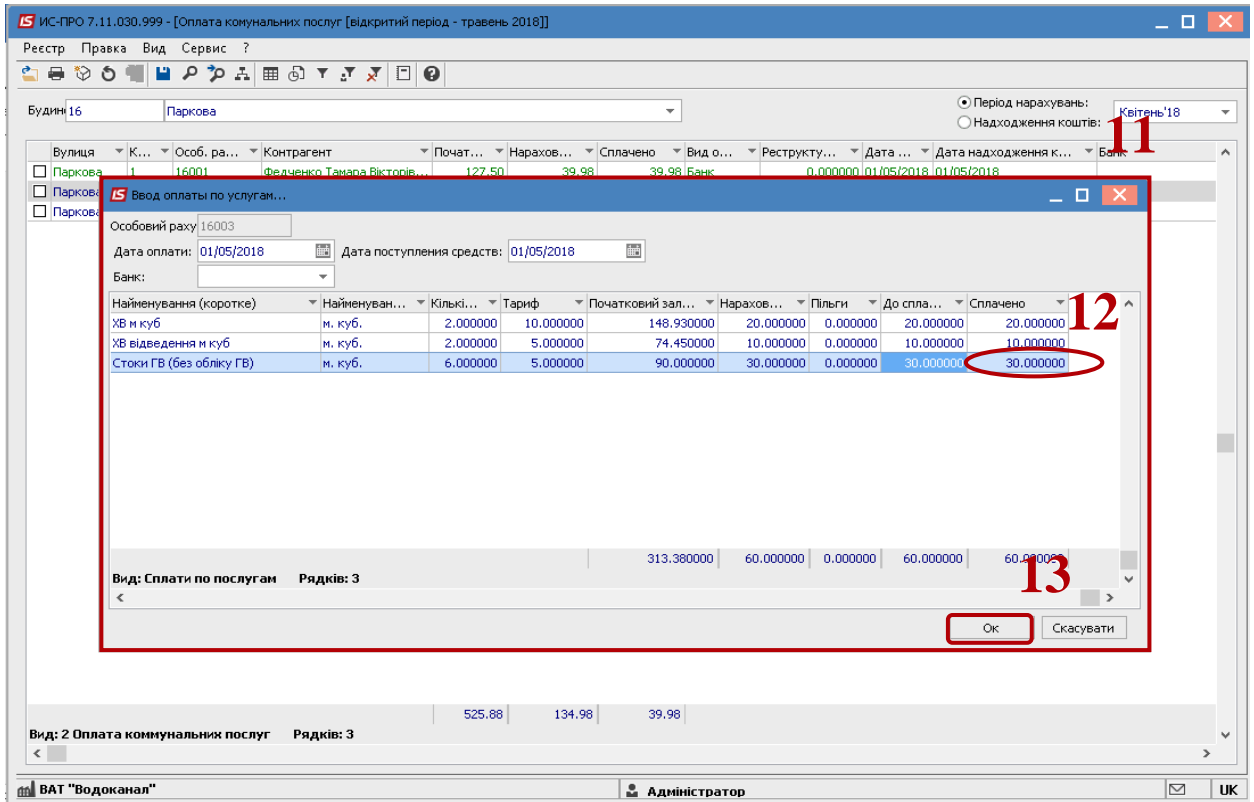 ИС-ПРО 7.11.030.999 - [Оплата комунальних послуг [відкритий період - травень 2018]]
Реєстр Правка Вид Сервис ?
Будин 16 Паркова
Період нарахувань:
Надходження коштів:
Квітень'18
11
Вулиця К... Особ. ра... Контрагент Почат... Нарахов... Сплачено Вид о... Реструкту... Дата ... Дата надходження к... Банк
Паркова 1 16001 Федченко Тамара Вікторів... 127.50 39.98 39.98 Банк 0.000000 01/05/2018 01/05/2018
Паркова
Паркова
Ввод оплаты по услугам...
Особовий раху 16003
Дата оплати: 01/05/2018 Дата поступления средств: 01/05/2018
Банк:
Найменування (коротке) Найменуван... Кількі... Тариф Початковий зал... Нарахов... Пільги До спла... Сплачено
12
ХВ м куб м. куб. 2.000000 10.000000 148.930000 20.000000 0.000000 20.000000 20.000000
ХВ відведення м куб м. куб. 2.000000 5.000000 74.450000 10.000000 0.000000 10.000000 10.000000
Стоки ГВ (без обліку ГВ) м. куб. 6.000000 5.000000 90.000000 30.000000 0.000000 30.000000 30.000000
313.380000 60.000000 0.000000 60.000000 60.000000
13
Вид: Сплати по послугам Рядків: 3
Ок Скасувати
525.88 134.98 39.98
Вид: 2 Оплата коммунальних послуг Рядків: 3
ВАТ "Водоканал" Адміністратор UK